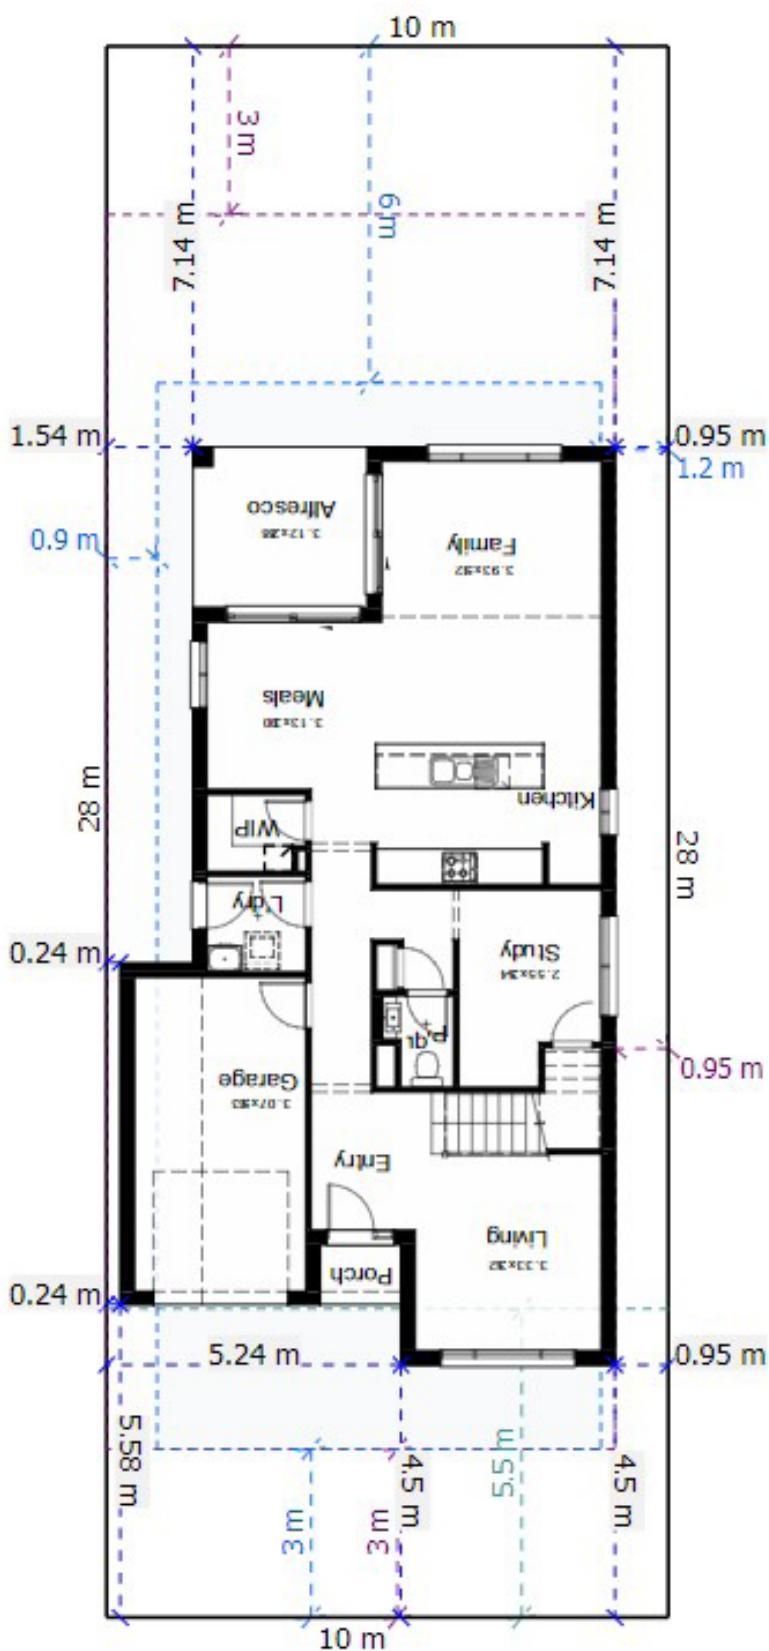 10 m
3 m
6 m
7.14 m
7.14 m
1.54 m
0.95 m
1.2 m
0.9 m
Alfresco
Family
Meals
Kitchen
WIP
28 m
28 m
L'dry
0.24 m
Study
P'dr
0.95 m
Garage
Entry
Living
Porch
0.24 m
5.24 m
0.95 m
5.58 m
4.5 m
5.5 m
4.5 m
3 m
3 m
10 m